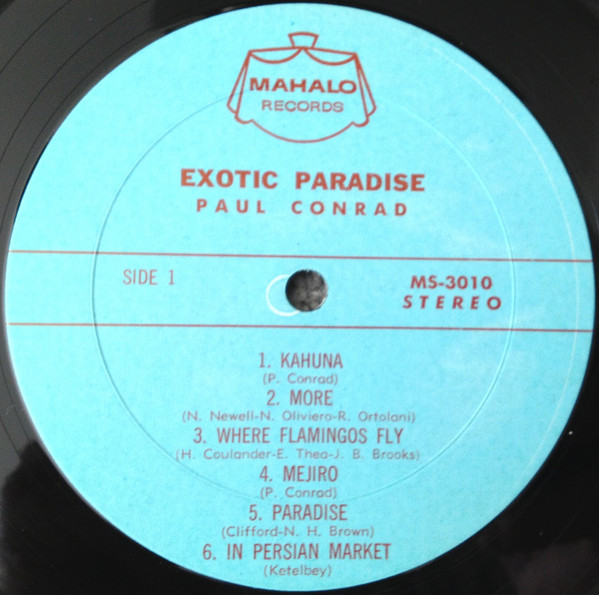 MAHALO
RECORDS
EXOTIC PARADISE
PAUL CONRAD
SIDE 1
MS-3010
STEREO
1. KAHUNA
(P. Conrad)
2. MORE
(N. Newell-N. Oliviero-R. Ortolani)
3. WHERE FLAMINGOS FLY
(H. Coulander-E. Thea-J. B. Brooks)
4. MEJIRO
(P. Conrad)
5. PARADISE
(Clifford-N. H. Brown)
6. IN PERSIAN MARKET
(Ketelbey)